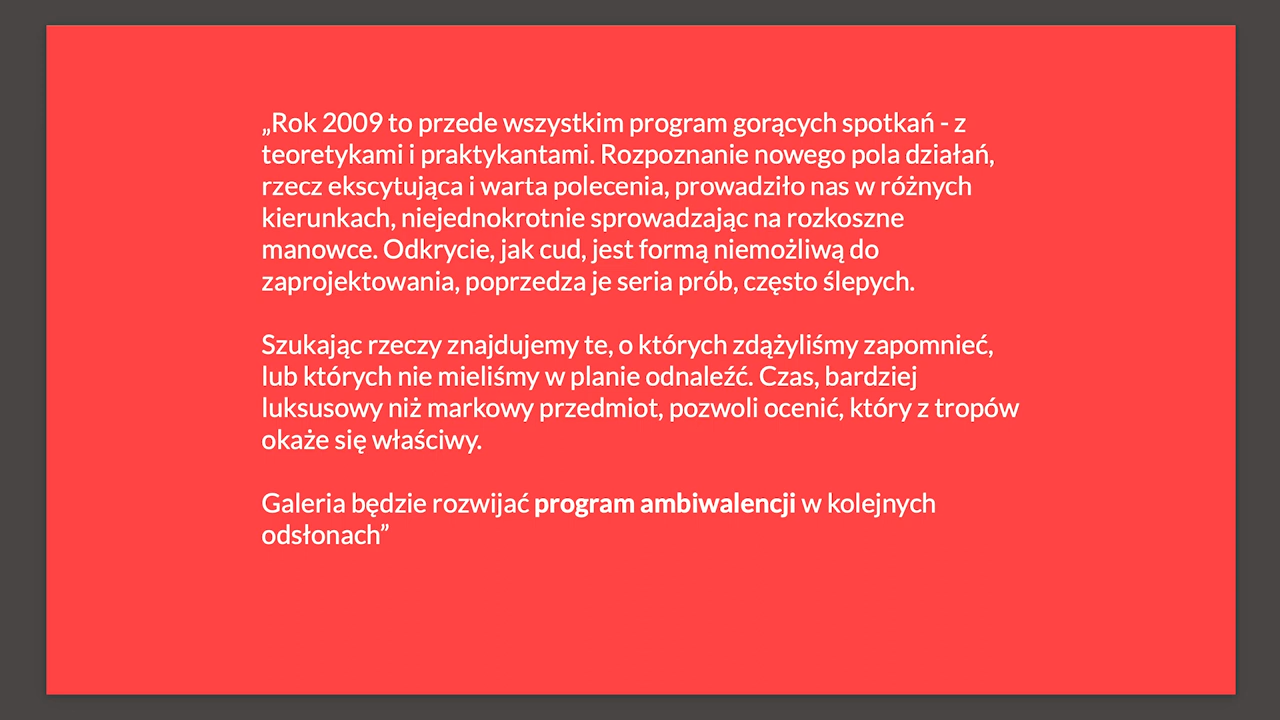 „Rok 2009 to przede wszystkim program gorących spotkań - z
teoretykami i praktykantami. Rozpoznanie nowego pola działań,
rzecz ekscytująca i warta polecenia, prowadziło nas w różnych
kierunkach, niejednokrotnie sprowadzając na rozkoszne
manowce. Odkrycie, jak cud, jest formą niemożliwą do
zaprojektowania, poprzedza je seria prób, często ślepych.
Szukając rzeczy znajdujemy te, o których zdążyliśmy zapomnieć,
lub których nie mieliśmy w planie odnaleźć. Czas, bardziej
luksusowy niż markowy przedmiot, pozwoli ocenić, który z tropów
okaże się właściwy.
Galeria będzie rozwijać program ambiwalencji w kolejnych
odsłonach”